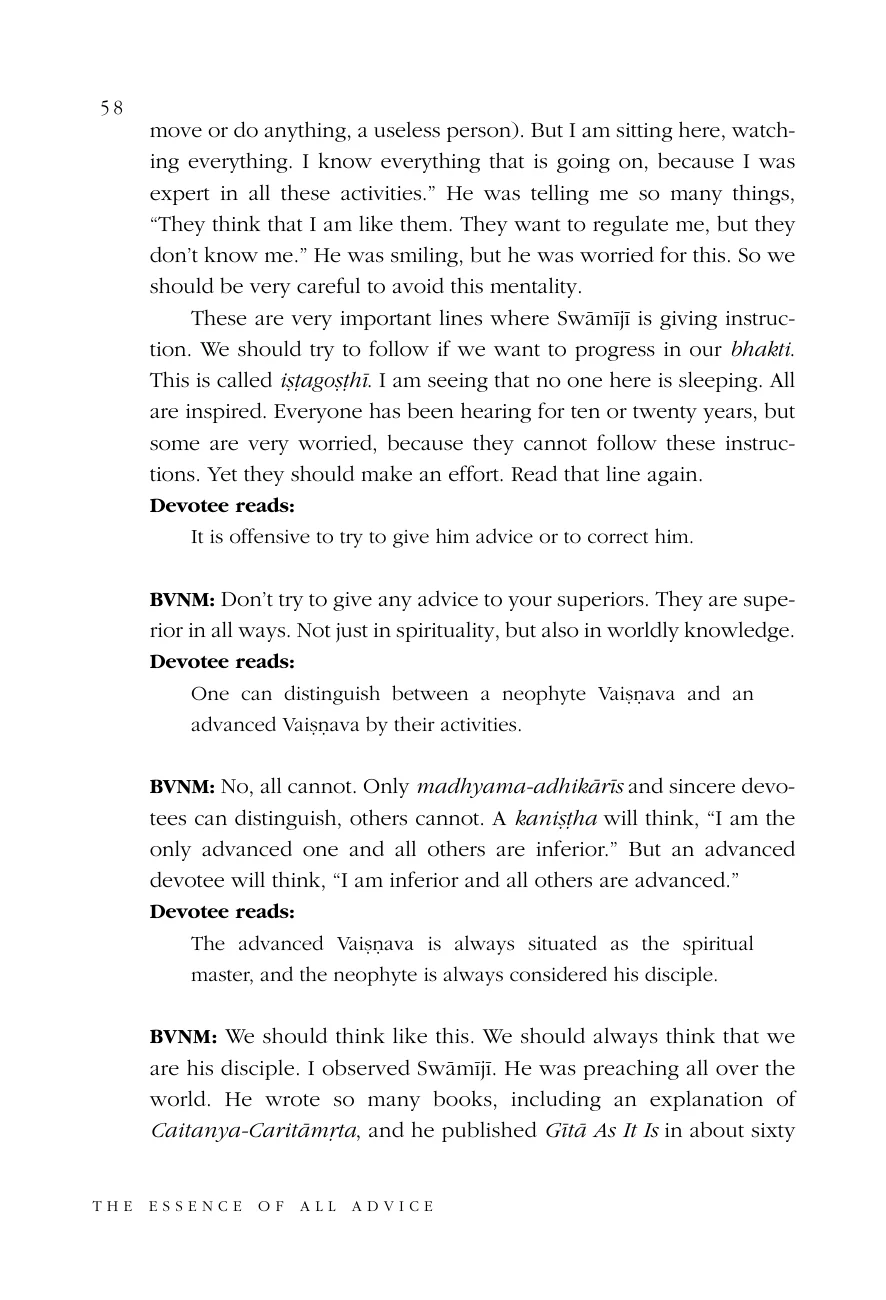 58
move or do anything, a useless person). But I am sitting here, watch-
ing everything. I know everything that is going on, because I was
expert in all these activities.” He was telling me so many things,
“They think that I am like them. They want to regulate me, but they
don’t know me.” He was smiling, but he was worried for this. So we
should be very careful to avoid this mentality.
These are very important lines where Swāmījī is giving instruc-
tion. We should try to follow if we want to progress in our bhakti.
This is called iṣṭagoṣṭhī. I am seeing that no one here is sleeping. All
are inspired. Everyone has been hearing for ten or twenty years, but
some are very worried, because they cannot follow these instruc-
tions. Yet they should make an effort. Read that line again.
Devotee reads:
It is offensive to try to give him advice or to correct him.
BVNM: Don’t try to give any advice to your superiors. They are supe-
rior in all ways. Not just in spirituality, but also in worldly knowledge.
Devotee reads:
One can distinguish between a neophyte Vaiṣṇava and an
advanced Vaiṣṇava by their activities.
BVNM: No, all cannot. Only madhyama-adhikārīs and sincere devo-
tees can distinguish, others cannot. A kaniṣṭha will think, “I am the
only advanced one and all others are inferior.” But an advanced
devotee will think, “I am inferior and all others are advanced.”
Devotee reads:
The advanced Vaiṣṇava is always situated as the spiritual
master, and the neophyte is always considered his disciple.
BVNM: We should think like this. We should always think that we
are his disciple. I observed Swāmījī. He was preaching all over the
world. He wrote so many books, including an explanation of
Caitanya-Caritāmṛta, and he published Gītā As It Is in about sixty
THE ESSENCE OF ALL ADVICE